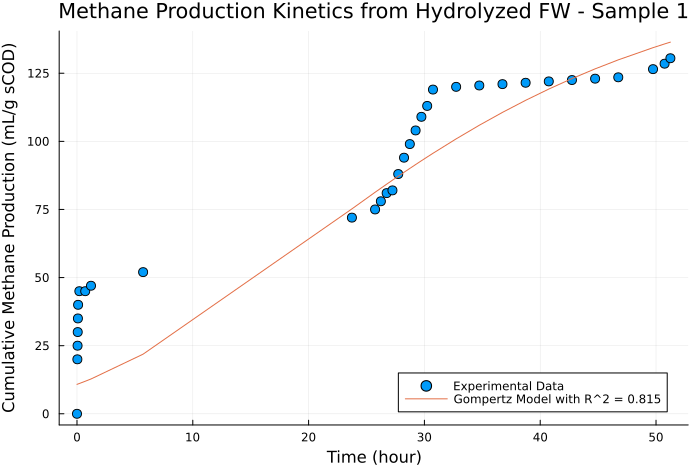 Methane Production Kinetics from Hydrolyzed FW - Sample 1
Cumulative Methane Production (mL/g sCOD)
125
100
75
50
25
0
0 10 20 30 40 50
Time (hour)
Experimental Data
Gompertz Model with R^2 = 0.815